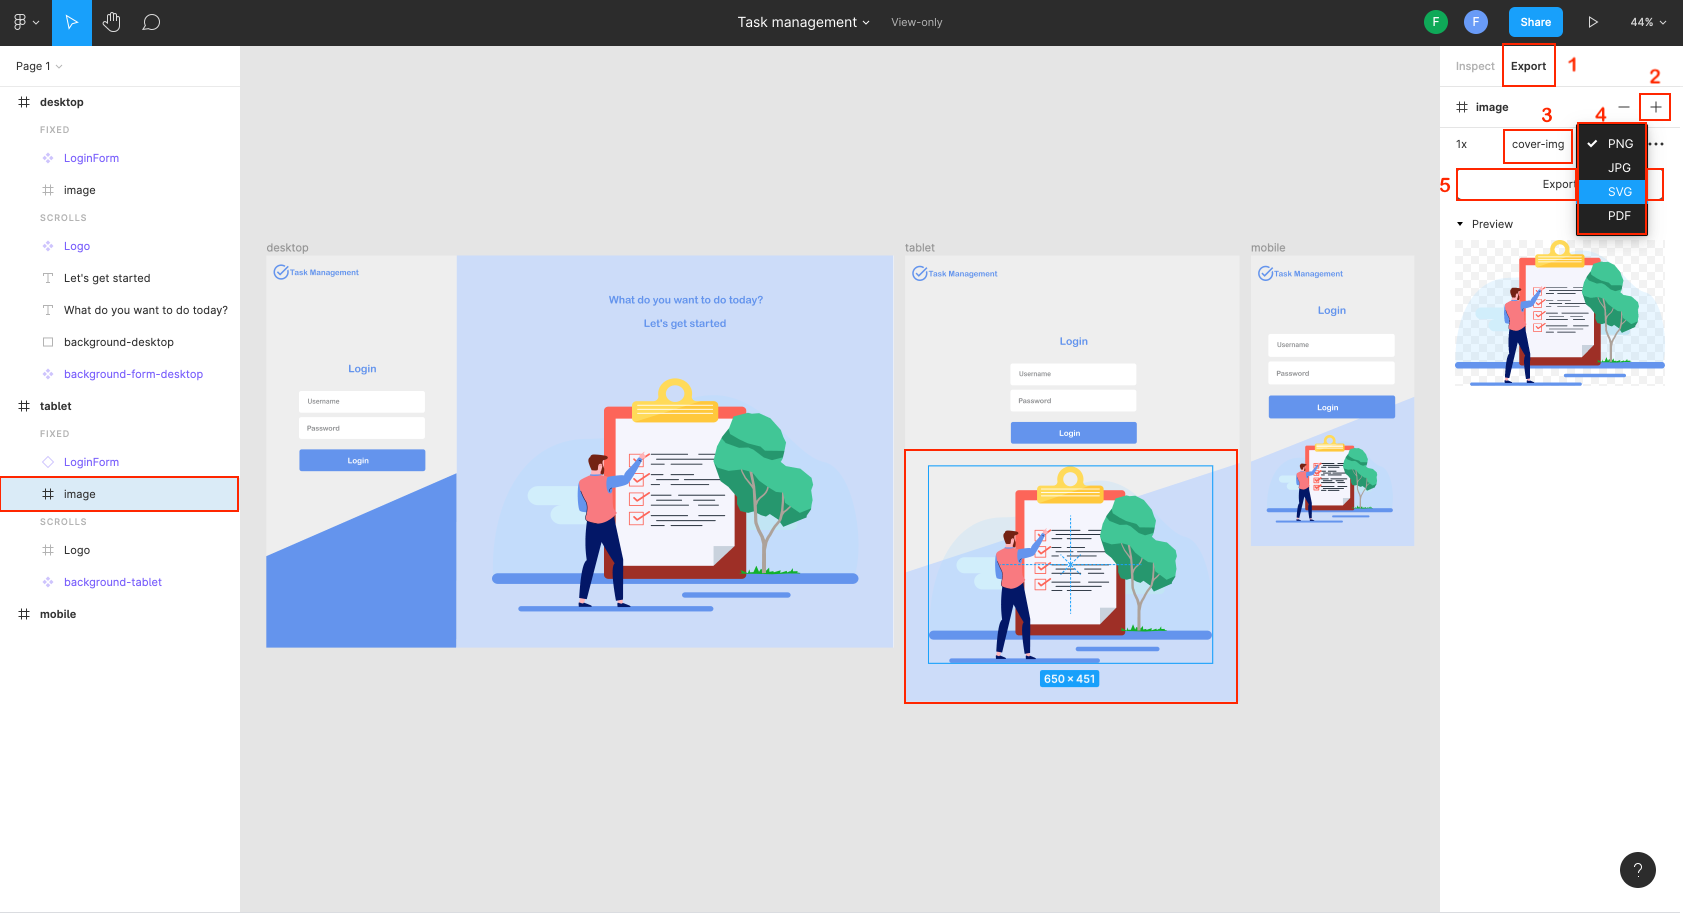 Task management
View-only
F
F
Share
44%
Page 1
desktop
FIXED
LoginForm
image
SCROLLS
Logo
Let's get started
What do you want to do today?
background-desktop
background-form-desktop
tablet
FIXED
LoginForm
image
SCROLLS
Logo
background-tablet
mobile
desktop
Task Management
Login
Username
Password
Login
What do you want to do today?
Let's get started
tablet
Task Management
Login
Username
Password
Login
650 × 451
mobile
Task Management
Login
Username
Password
Login
Inspect
Export
1
2
image
3
4
1x
cover-img
PNG
JPG
SVG
PDF
5
Export
Preview
?